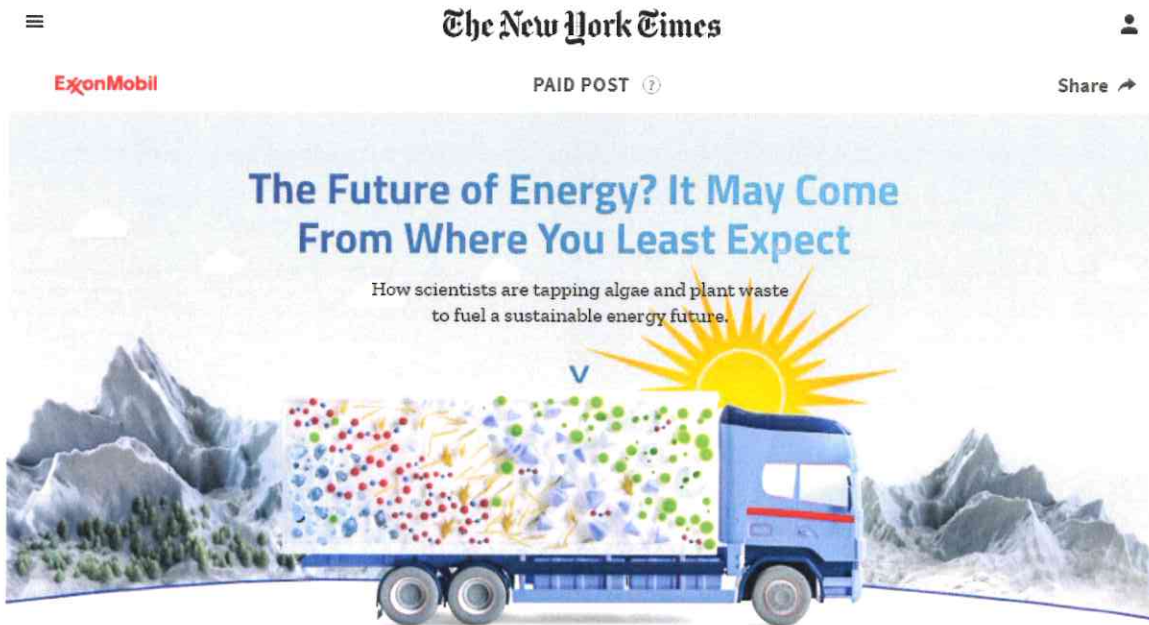 The New York Times
ExxonMobil
PAID POST ?
Share
The Future of Energy? It May Come
From Where You Least Expect
How scientists are tapping algae and plant waste
to fuel a sustainable energy future.